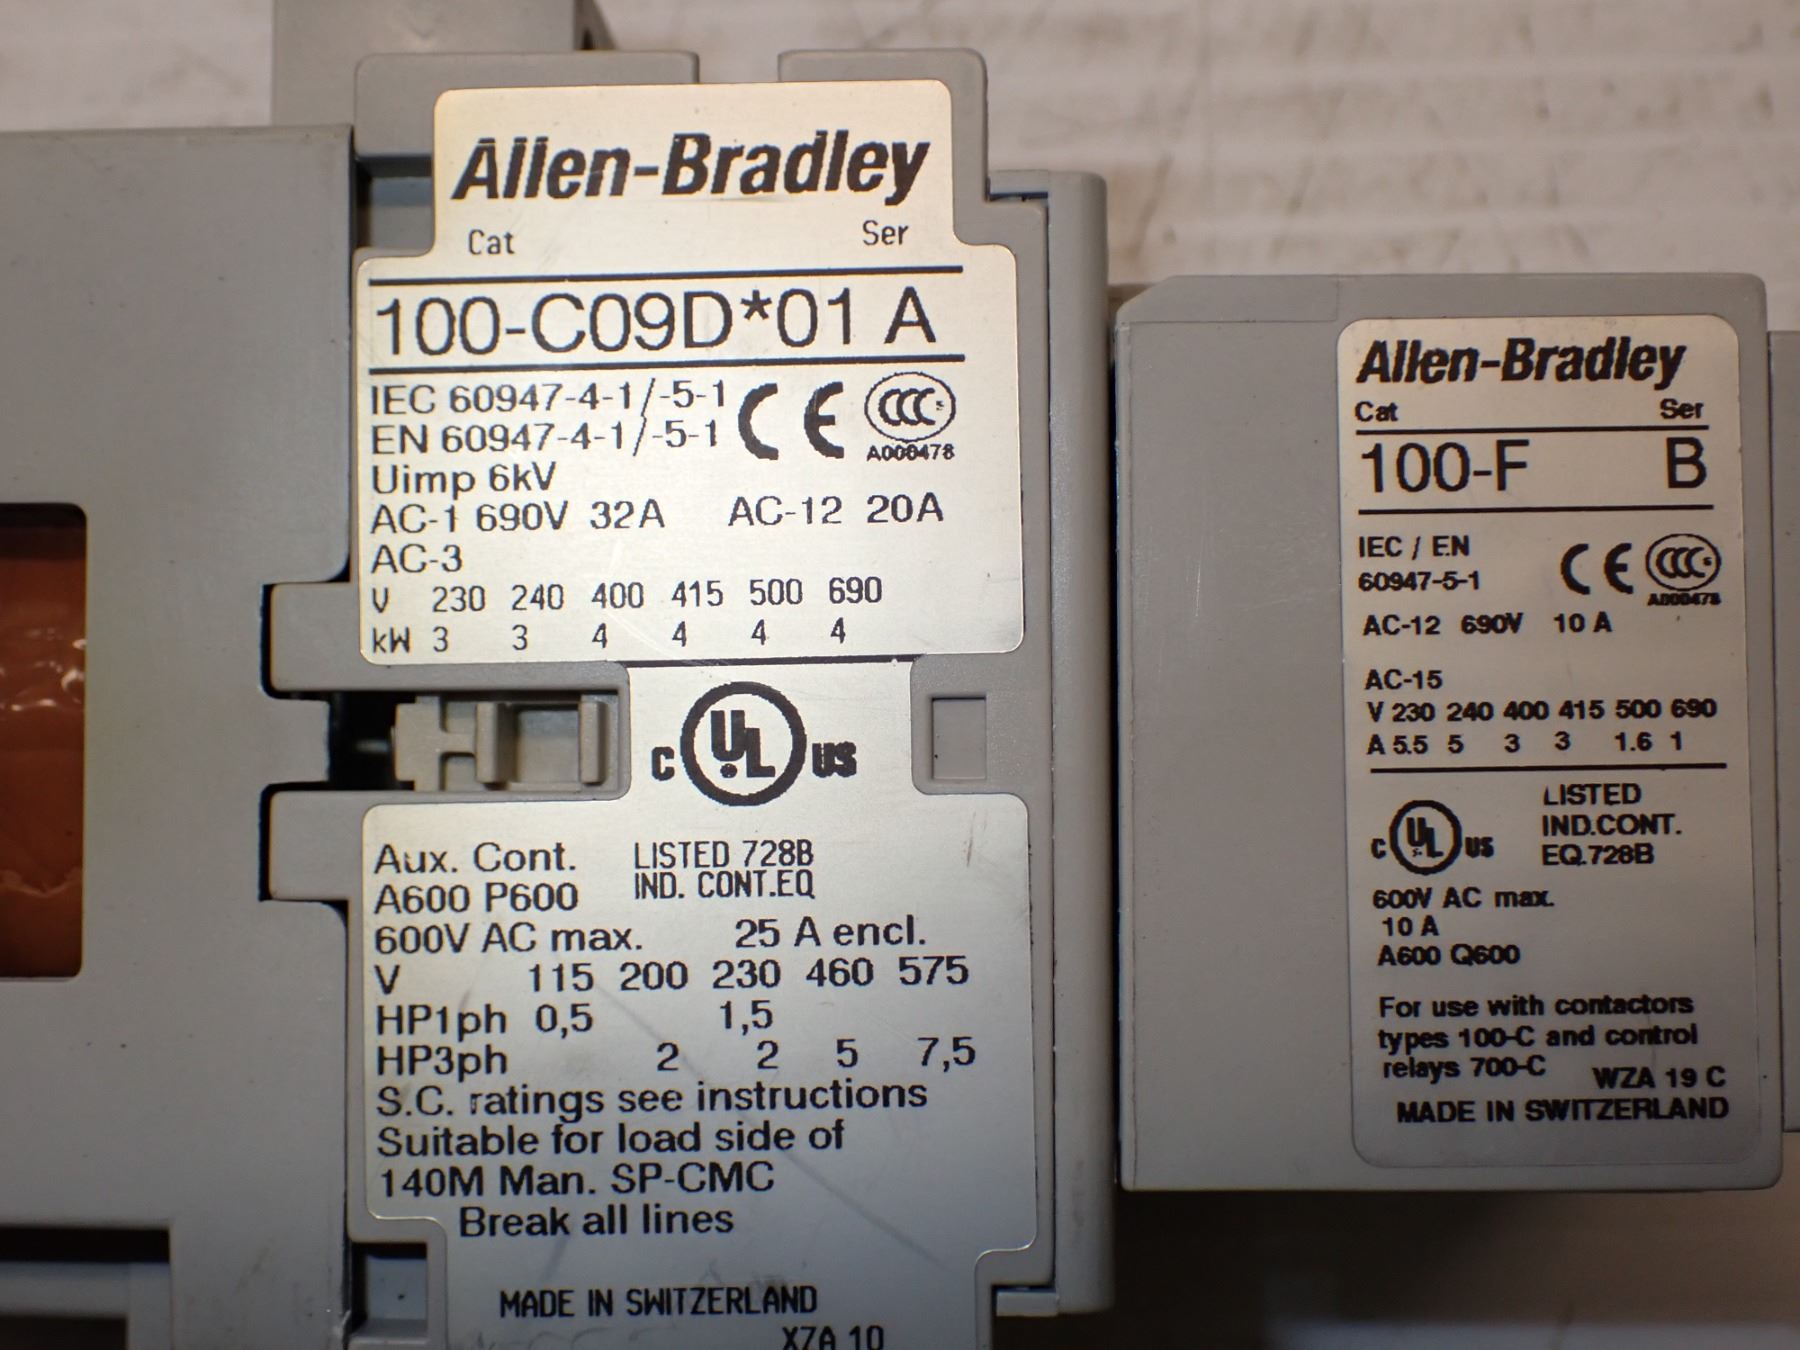 Allen-Bradley
Cat Ser
100-C09D*01 A
IEC 60947-4-1/-5-1
EN 60947-4-1/-5-1
CE CCC S
A000478
Uimp 6kV
AC-1 690V 32A AC-12 20A
AC-3
V 230 240 400 415 500 690
kW 3 3 4 4 4 4
C UL US
Aux. Cont. LISTED 728B
A600 P600 IND. CONT.EQ
600V AC max. 25 A encl.
V 115 200 230 460 575
HP1ph 0,5 1,5
HP3ph 2 2 5 7,5
S.C. ratings see instructions
Suitable for load side of
140M Man. SP-CMC
Break all lines
MADE IN SWITZERLAND
XZA 10
Allen-Bradley
Cat Ser
100-F B
IEC / EN
60947-5-1
CE CCC
A000478
AC-12 690V 10 A
AC-15
V 230 240 400 415 500 690
A 5.5 5 3 3 1.6 1
C UL US
LISTED
IND.CONT.
EQ.728B
600V AC max.
10 A
A600 Q600
For use with contactors
types 100-C and control
relays 700-C
WZA 19 C
MADE IN SWITZERLAND